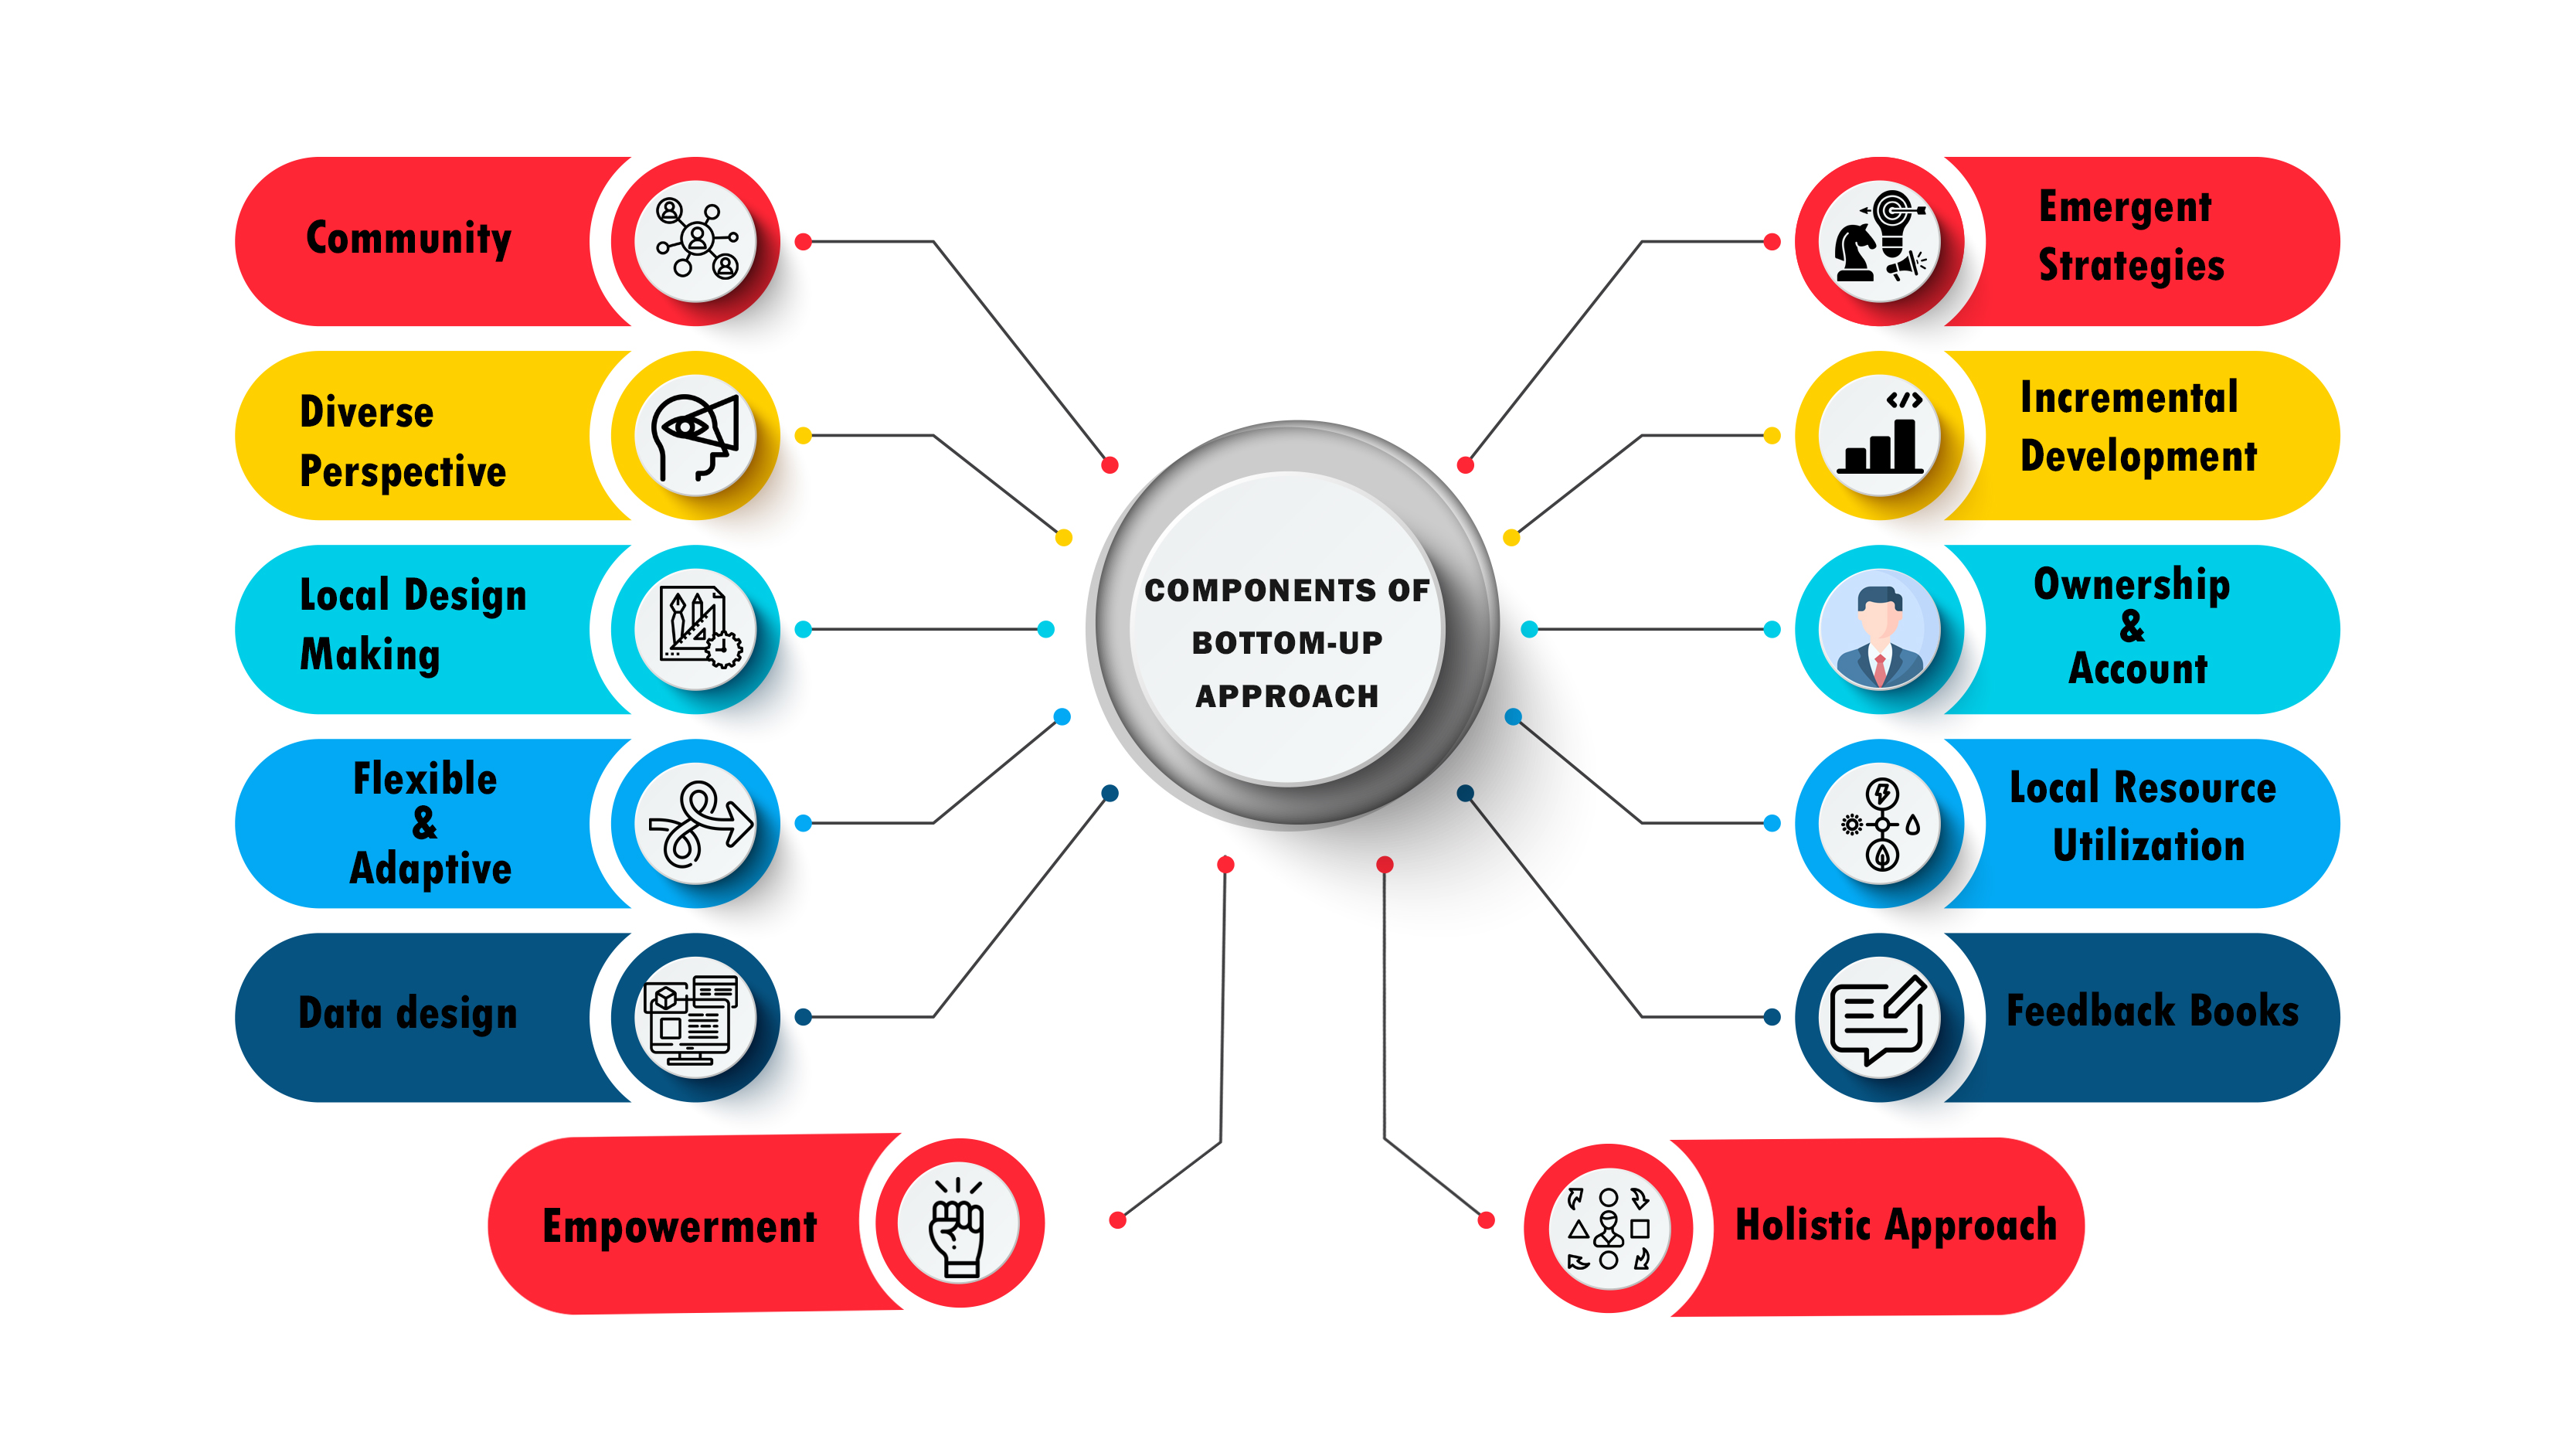 Community
Diverse
Perspective
Local Design
Making
Flexible
&
Adaptive
Data design
Empowerment
COMPONENTS OF
BOTTOM-UP
APPROACH
Emergent
Strategies
Incremental
Development
Ownership
&
Account
Local Resource
Utilization
Feedback Books
Holistic Approach